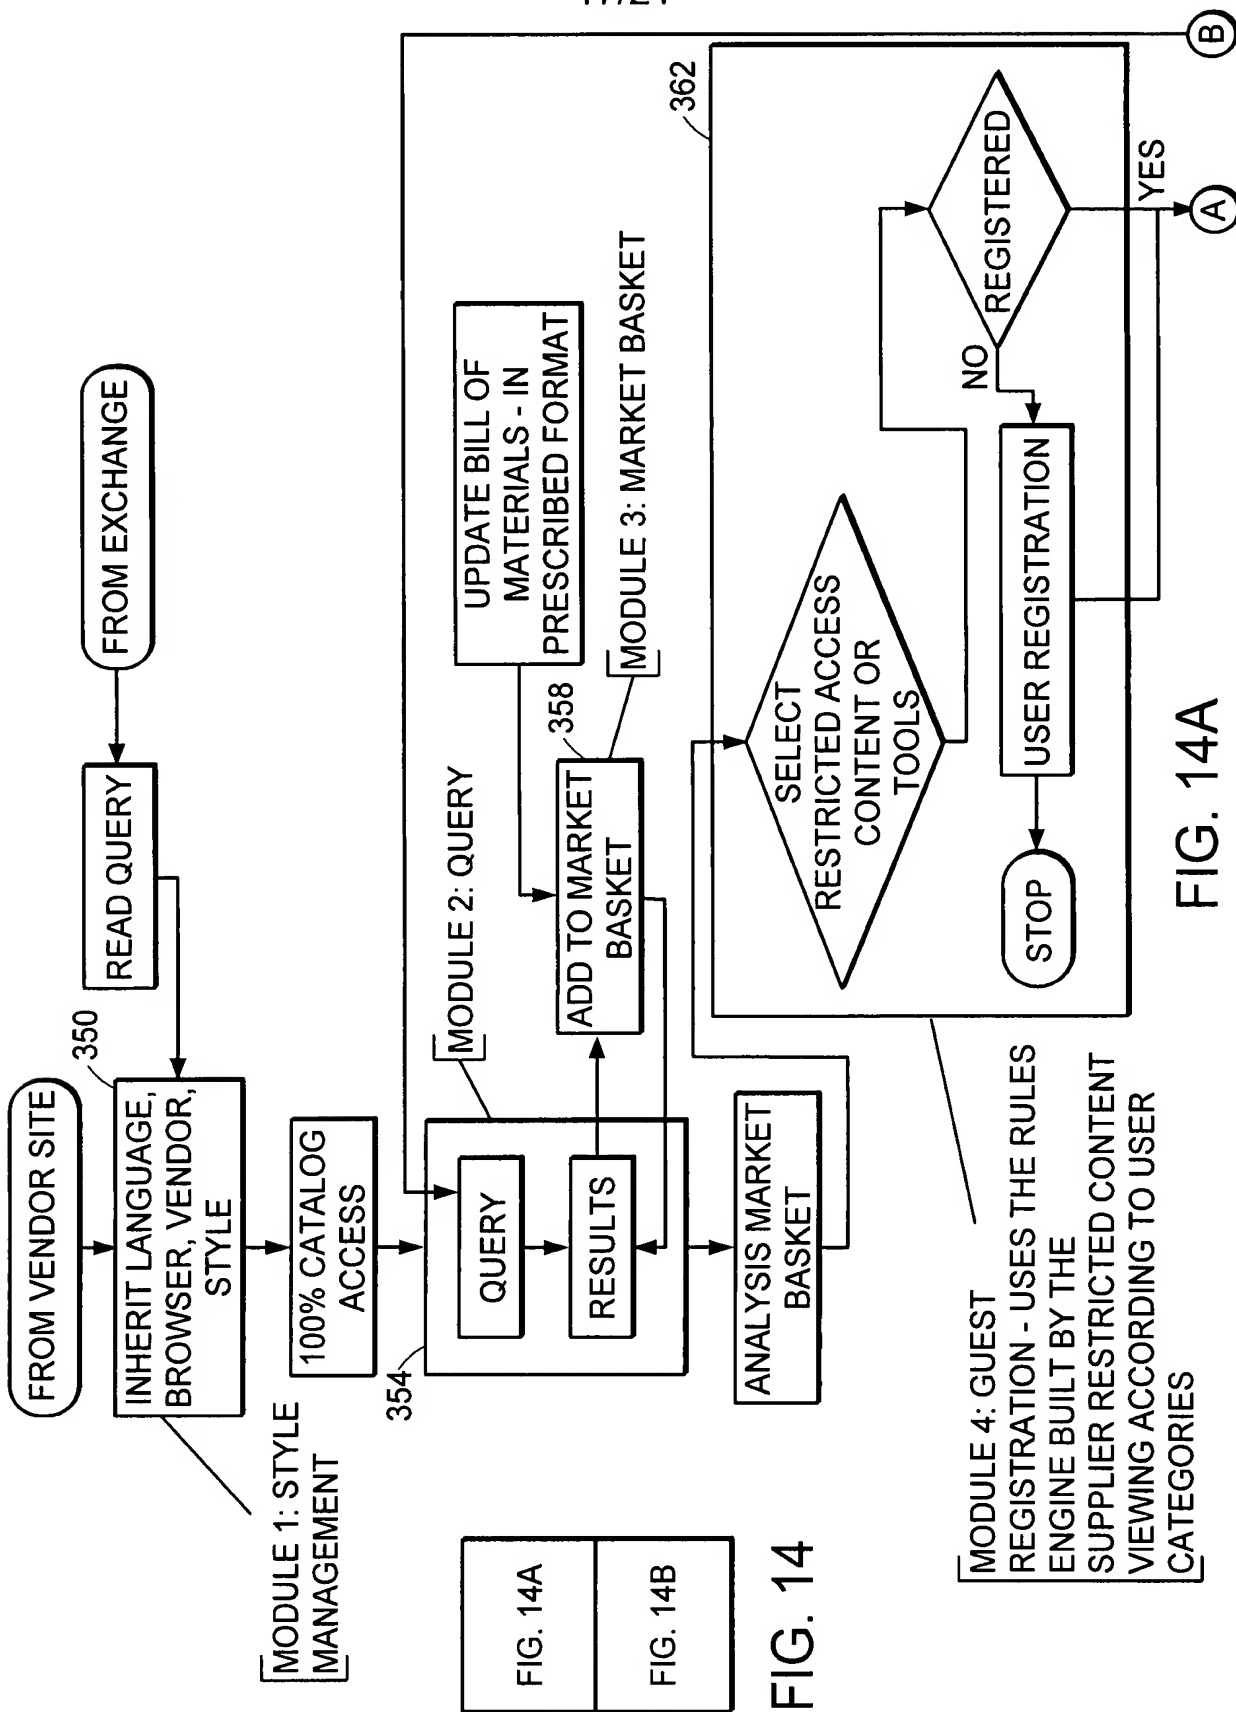 FROM VENDOR SITE
350
INHERIT LANGUAGE,
BROWSER, VENDOR,
STYLE
READ QUERY
FROM EXCHANGE
MODULE 1: STYLE
MANAGEMENT
100% CATALOG
ACCESS
354
MODULE 2: QUERY
QUERY
RESULTS
UPDATE BILL OF
MATERIALS - IN
PRESCRIBED FORMAT
358
ADD TO MARKET
BASKET
MODULE 3: MARKET BASKET
ANALYSIS MARKET
BASKET
362
SELECT
RESTRICTED ACCESS
CONTENT OR
TOOLS
REGISTERED
NO
YES
USER REGISTRATION
STOP
A
B
MODULE 4: GUEST
REGISTRATION - USES THE RULES
ENGINE BUILT BY THE
SUPPLIER RESTRICTED CONTENT
VIEWING ACCORDING TO USER
CATEGORIES
FIG. 14A
FIG. 14A
FIG. 14B
FIG. 14